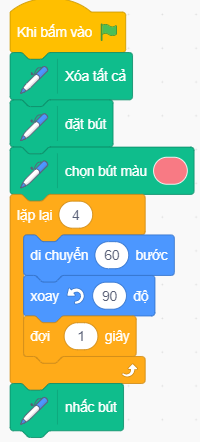 Khi bấm vào
Xóa tất cả
đặt bút
chọn bút màu
lặp lại 4
di chuyển 60 bước
xoay 90 độ
đợi 1 giây
nhấc bút